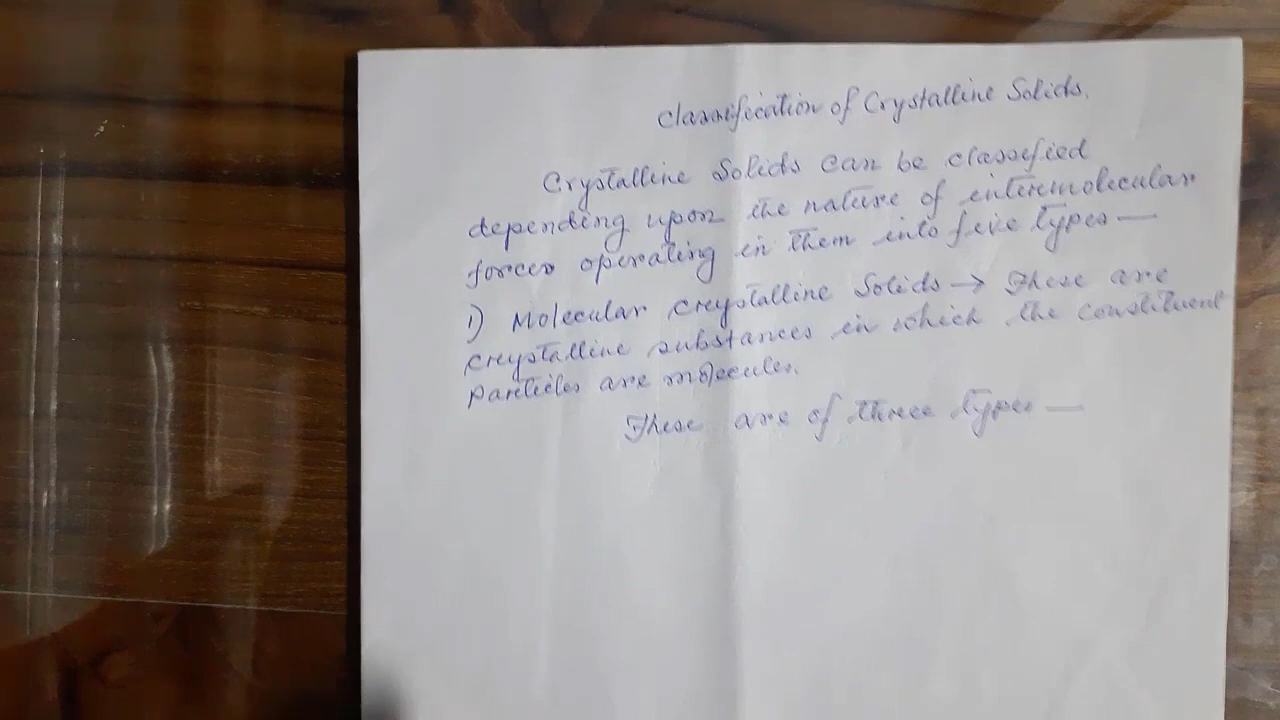 Classification of Crystalline Solids.
Crystalline Solids can be classified
depending upon the nature of intermolecular
forces operating in them into five types —
1) Molecular crystalline Solids → These are
crystalline substances in which the constituent
particles are molecules.
These are of three types —